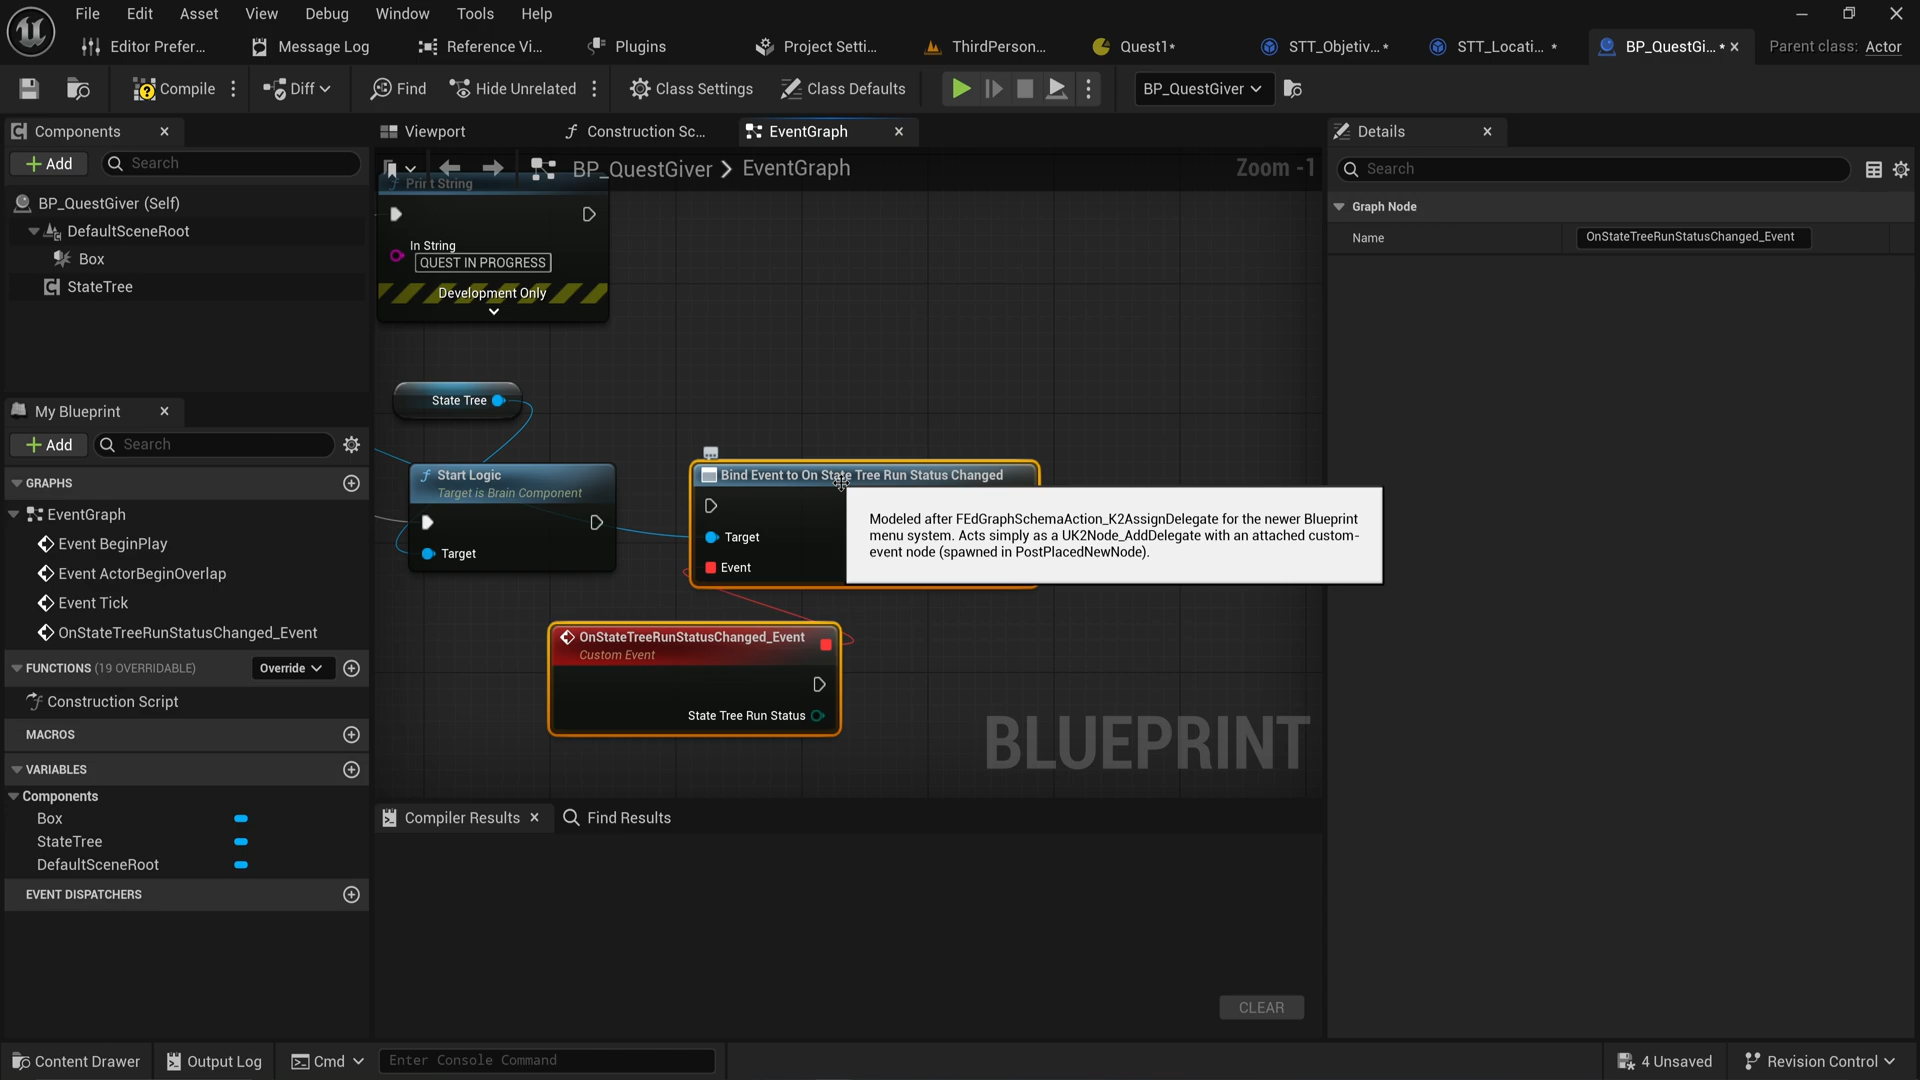 File Edit Asset View Debug Window Tools Help
Editor Prefer... Message Log Reference Vi... Plugins Project Setti... ThirdPerson... Quest1* STT_Objetiv...* STT_Locati... * BP_QuestGi...* Parent class: Actor
Compile Diff Find Hide Unrelated Class Settings Class Defaults BP_QuestGiver
Components
Add Search
BP_QuestGiver (Self)
DefaultSceneRoot
Box
StateTree
My Blueprint
Add Search
GRAPHS
EventGraph
Event BeginPlay
Event ActorBeginOverlap
Event Tick
OnStateTreeRunStatusChanged_Event
FUNCTIONS (19 OVERRIDABLE) Override
Construction Script
MACROS
VARIABLES
Components
Box
StateTree
DefaultSceneRoot
EVENT DISPATCHERS
Viewport Construction Sc... EventGraph
BP_QuestGiver > EventGraph Zoom -1
Print String
In String
QUEST IN PROGRESS
Development Only
State Tree
Start Logic
Target is Brain Component
Target
Bind Event to On State Tree Run Status Changed
Target
Event
Modeled after FEdGraphSchemaAction_K2AssignDelegate for the newer Blueprint
menu system. Acts simply as a UK2Node_AddDelegate with an attached custom-
event node (spawned in PostPlacedNewNode).
OnStateTreeRunStatusChanged_Event
Custom Event
State Tree Run Status
BLUEPRINT
Compiler Results Find Results
CLEAR
Details
Search
Graph Node
Name OnStateTreeRunStatusChanged_Event
Content Drawer Output Log Cmd Enter Console Command 4 Unsaved Revision Control